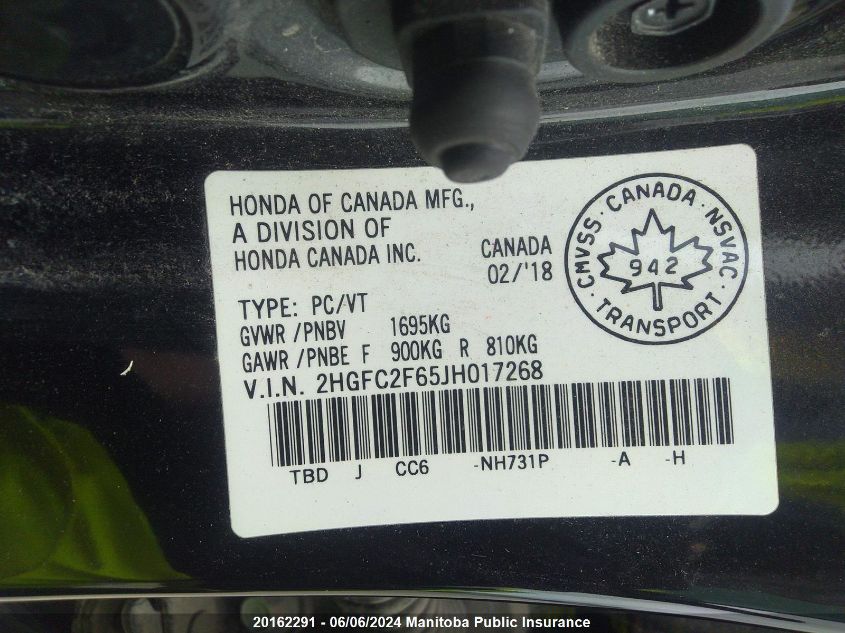 HONDA OF CANADA MFG.,
A DIVISION OF
HONDA CANADA INC.
CANADA
02/'18
CMVSS · CANADA · NSVAC · TRANSPORT ·
942
TYPE: PC/VT
GVWR /PNBV 1695KG
GAWR /PNBE F 900KG R 810KG
V.I.N. 2HGFC2F65JH017268
TBD J CC6 -NH731P -A -H
20162291 - 06/06/2024 Manitoba Public Insurance